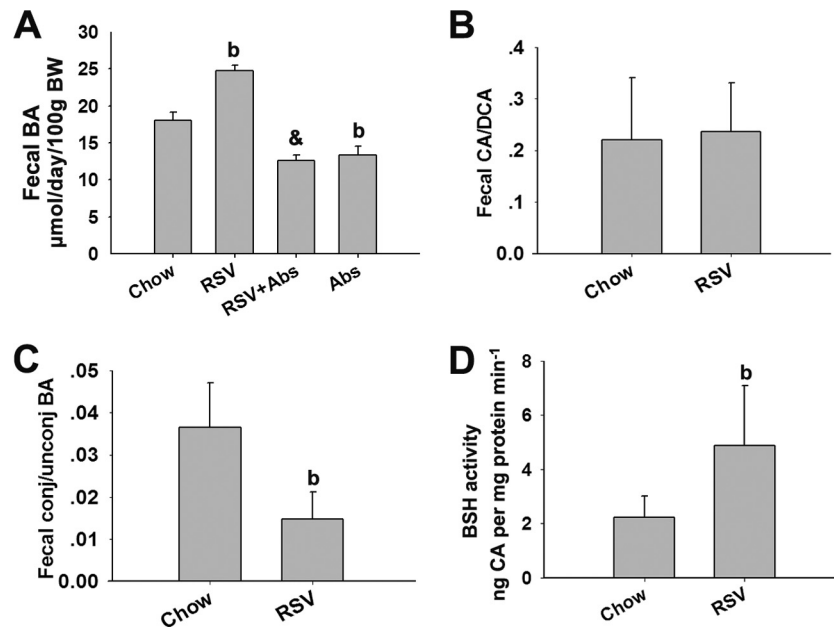 A
Fecal BA
μmol/day/100g BW
30
25
20
15
10
5
0
b
&
b
Chow
RSV
RSV+Abs
Abs
B
Fecal CA/DCA
.4
.3
.2
.1
0.0
Chow
RSV
C
Fecal conj/unconj BA
.05
.04
.03
.02
.01
0.00
b
Chow
RSV
D
BSH activity
ng CA per mg protein min-1
8
6
4
2
0
b
Chow
RSV